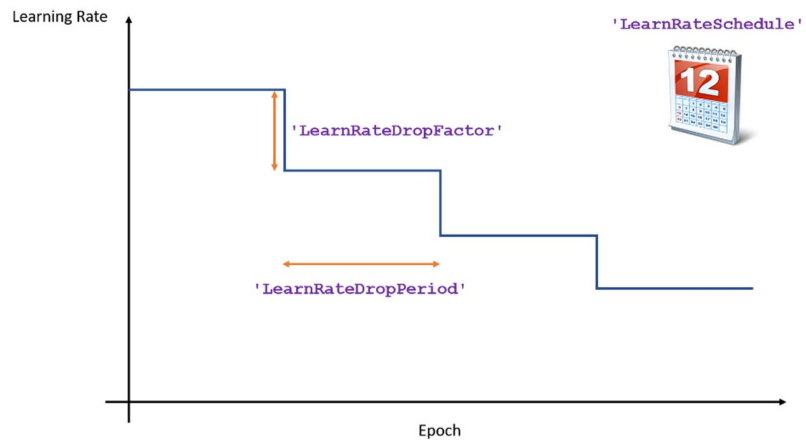 Learning Rate
'LearnRateSchedule'
12
'LearnRateDropFactor'
'LearnRateDropPeriod'
Epoch